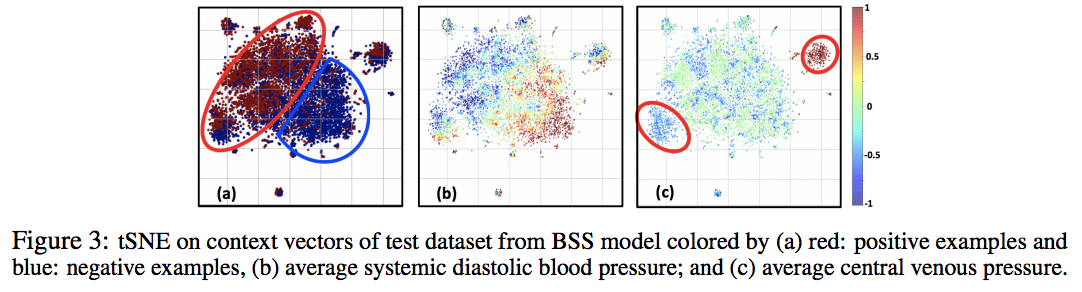 (a)
(b)
(c)
1
0.5
0
-0.5
-1
Figure 3: tSNE on context vectors of test dataset from BSS model colored by (a) red: positive examples and
blue: negative examples, (b) average systemic diastolic blood pressure; and (c) average central venous pressure.